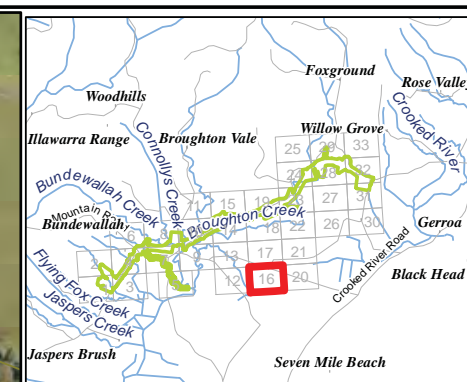 Foxground
Rose Valley
Woodhills
Crooked River
Connollys Creek
Illawarra Range
Broughton Vale
Willow Grove
25
29
33
24
28
32
Bundewallah Creek
11
15
19
23
27
31
Mountain Road
Broughton Creek
Bundewallah
14
18
22
26
30
Gerroa
Crooked River Road
Flying Fox Creek
2
3
13
17
21
12
16
20
Black Head
Jaspers Creek
Jaspers Brush
Seven Mile Beach